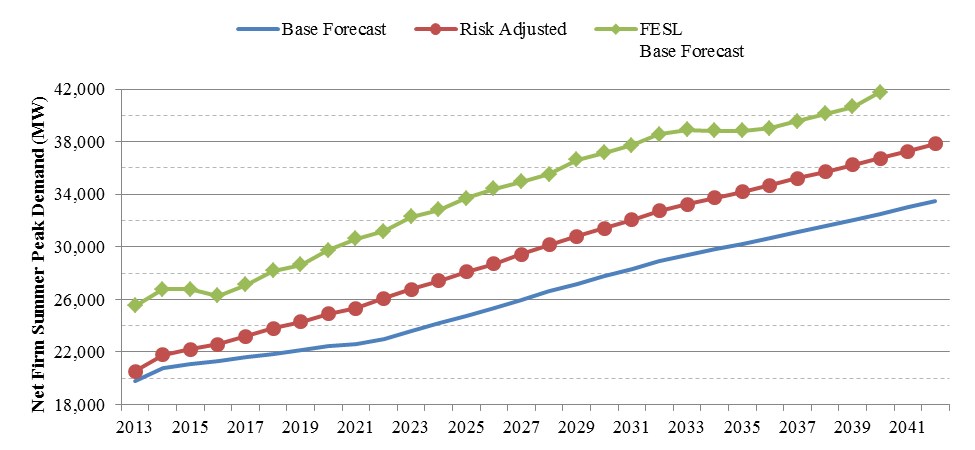 Base Forecast
Risk Adjusted
FESL
Base Forecast
Net Firm Summer Peak Demand (MW)
42,000
38,000
34,000
30,000
26,000
22,000
18,000
2013 2015 2017 2019 2021 2023 2025 2027 2029 2031 2033 2035 2037 2039 2041